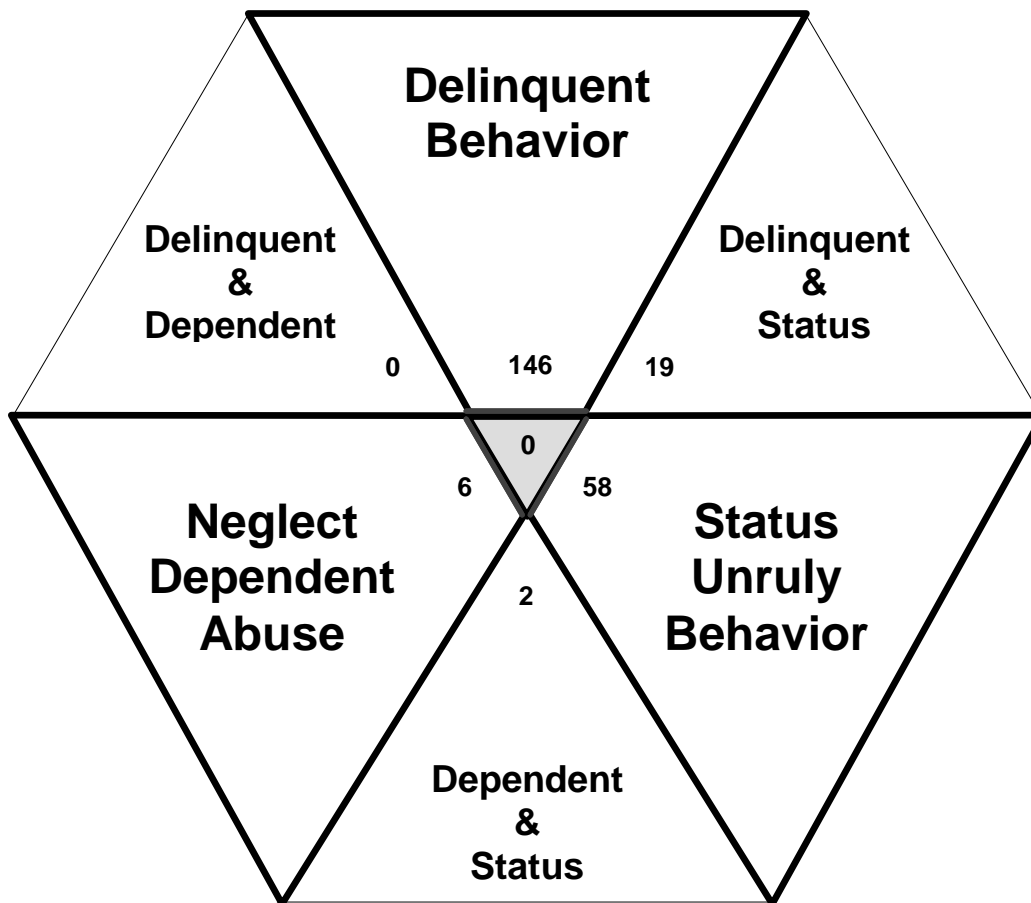 Delinquent
Behavior
Delinquent
&
Dependent
Delinquent
&
Status
0
146
19
0
6
58
Neglect
Dependent
Abuse
Status
Unruly
Behavior
2
Dependent
&
Status